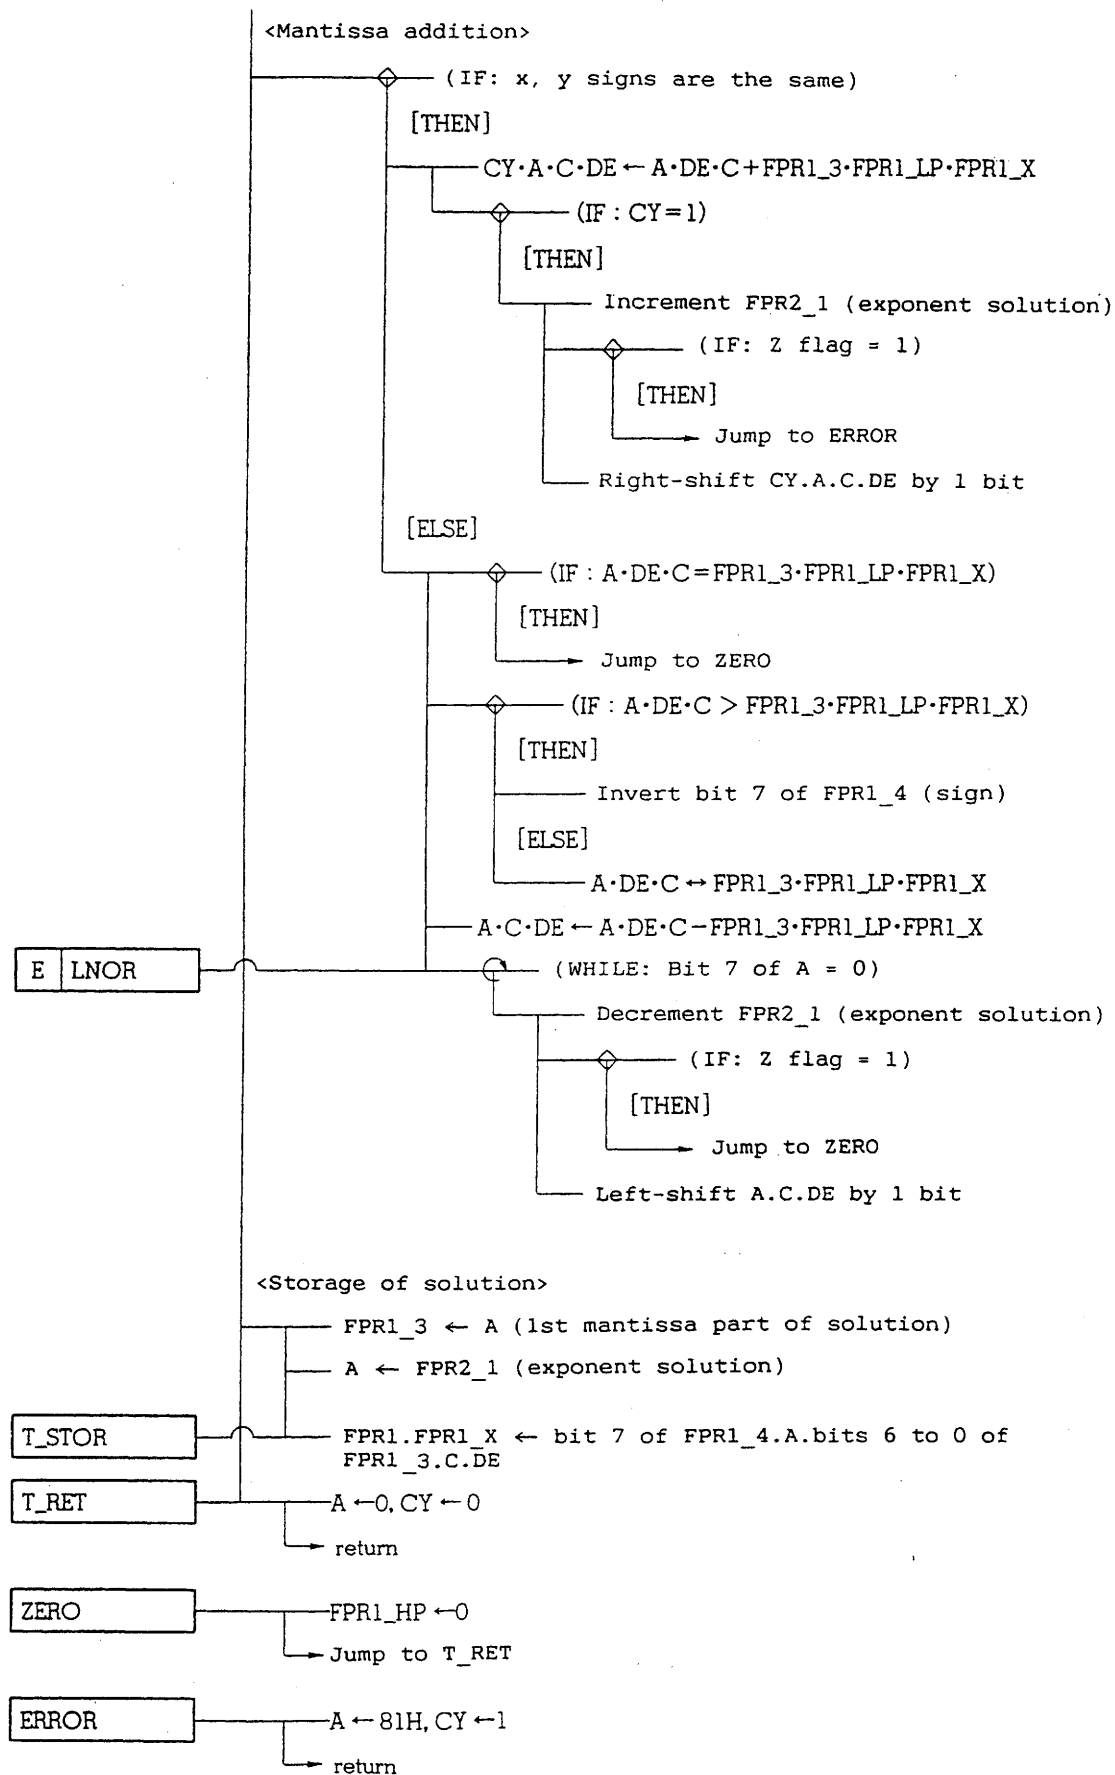 <Mantissa addition>
(IF: x, y signs are the same)
[THEN]
CY·A·C·DE ← A·DE·C+FPR1_3·FPR1_LP·FPR1_X
(IF : CY=1)
[THEN]
Increment FPR2_1 (exponent solution)
(IF: Z flag = 1)
[THEN]
Jump to ERROR
Right-shift CY.A.C.DE by 1 bit
[ELSE]
(IF : A·DE·C=FPR1_3·FPR1_LP·FPR1_X)
[THEN]
Jump to ZERO
(IF : A·DE·C > FPR1_3·FPR1_LP·FPR1_X)
[THEN]
Invert bit 7 of FPR1_4 (sign)
[ELSE]
A·DE·C ↔ FPR1_3·FPR1_LP·FPR1_X
A·C·DE ← A·DE·C−FPR1_3·FPR1_LP·FPR1_X
E LNOR (WHILE: Bit 7 of A = 0)
Decrement FPR2_1 (exponent solution)
(IF: Z flag = 1)
[THEN]
Jump to ZERO
Left-shift A.C.DE by 1 bit
<Storage of solution>
FPR1_3 ← A (1st mantissa part of solution)
A ← FPR2_1 (exponent solution)
T_STOR FPR1.FPR1_X ← bit 7 of FPR1_4.A.bits 6 to 0 of
FPR1_3.C.DE
T_RET A ←0, CY ←0
return
ZERO FPR1_HP ←0
Jump to T_RET
ERROR A ← 81H, CY ←1
return